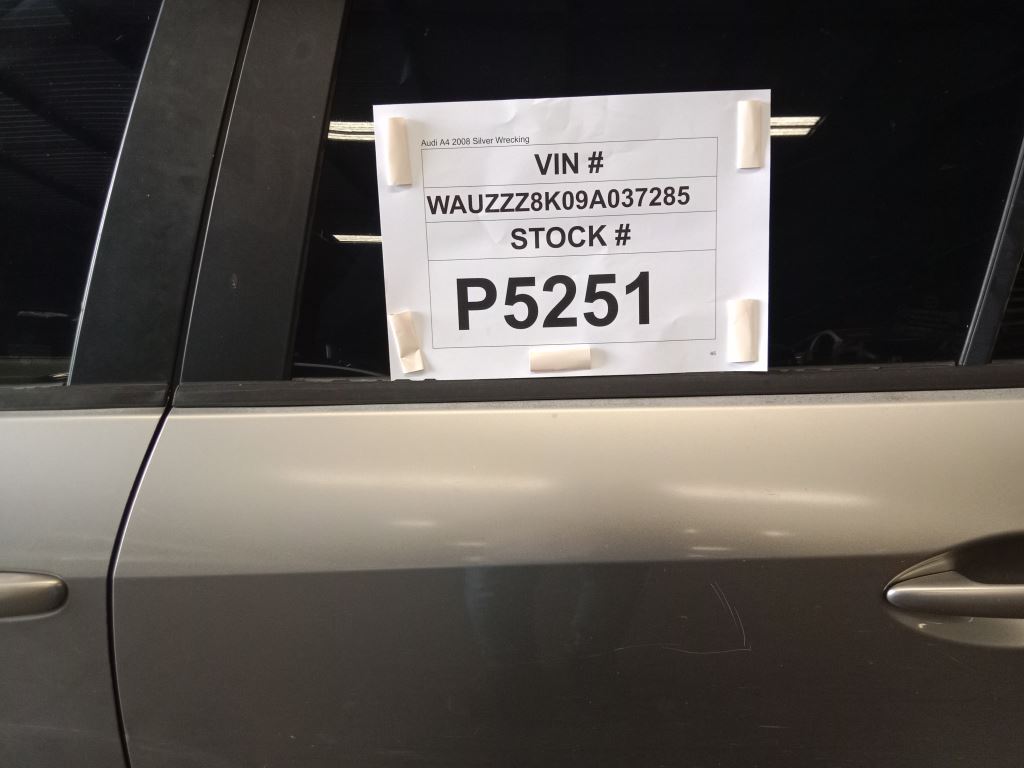 Audi A4 2008 Silver Wrecking
VIN #
WAUZZZ8K09A037285
STOCK #
P5251